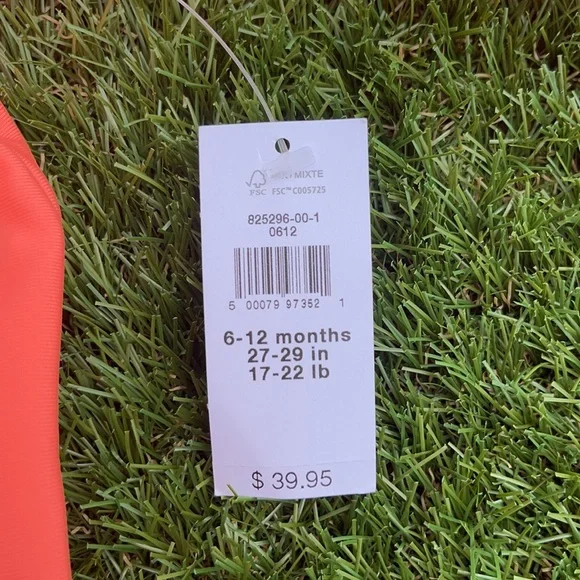 MIXTE
FSC FSC™ C005725
825296-00-1
0612
5 00079 97352 1
6-12 months
27-29 in
17-22 lb
$ 39.95